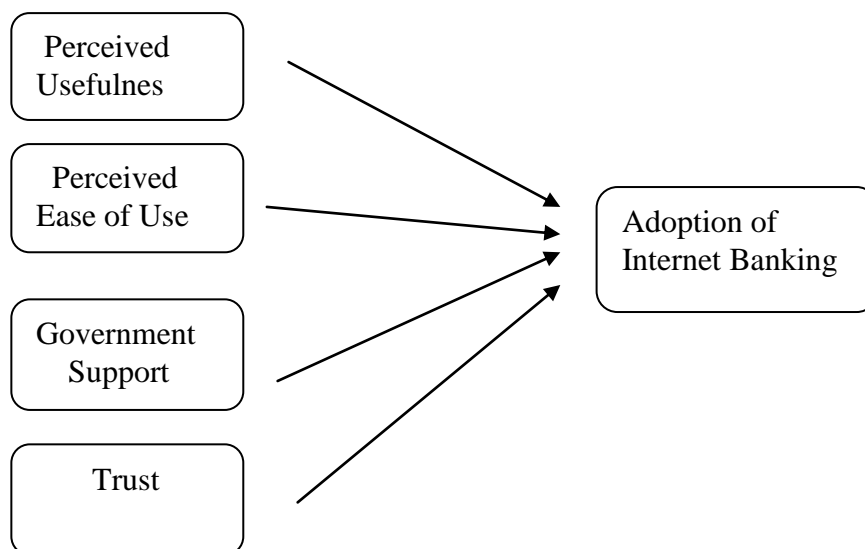 Perceived
Usefulnes
Perceived
Ease of Use
Adoption of
Internet Banking
Government
Support
Trust